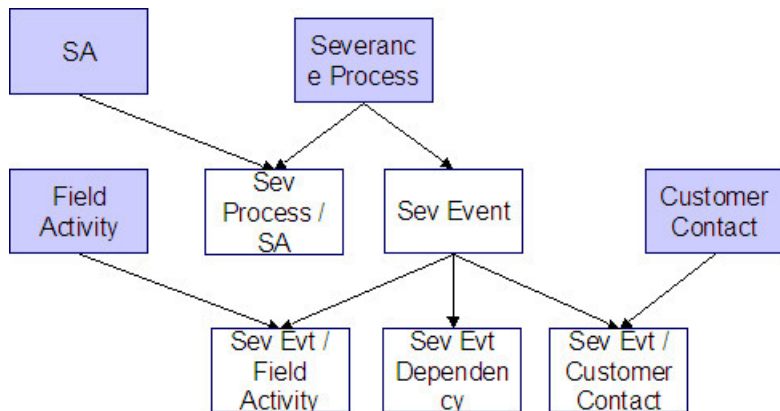 SA
Severanc
e Process
Field
Activity
Sev
Process /
SA
Sev Event
Customer
Contact
Sev Evt /
Field
Activity
Sev Evt
Dependen
cy
Sev Evt /
Customer
Contact